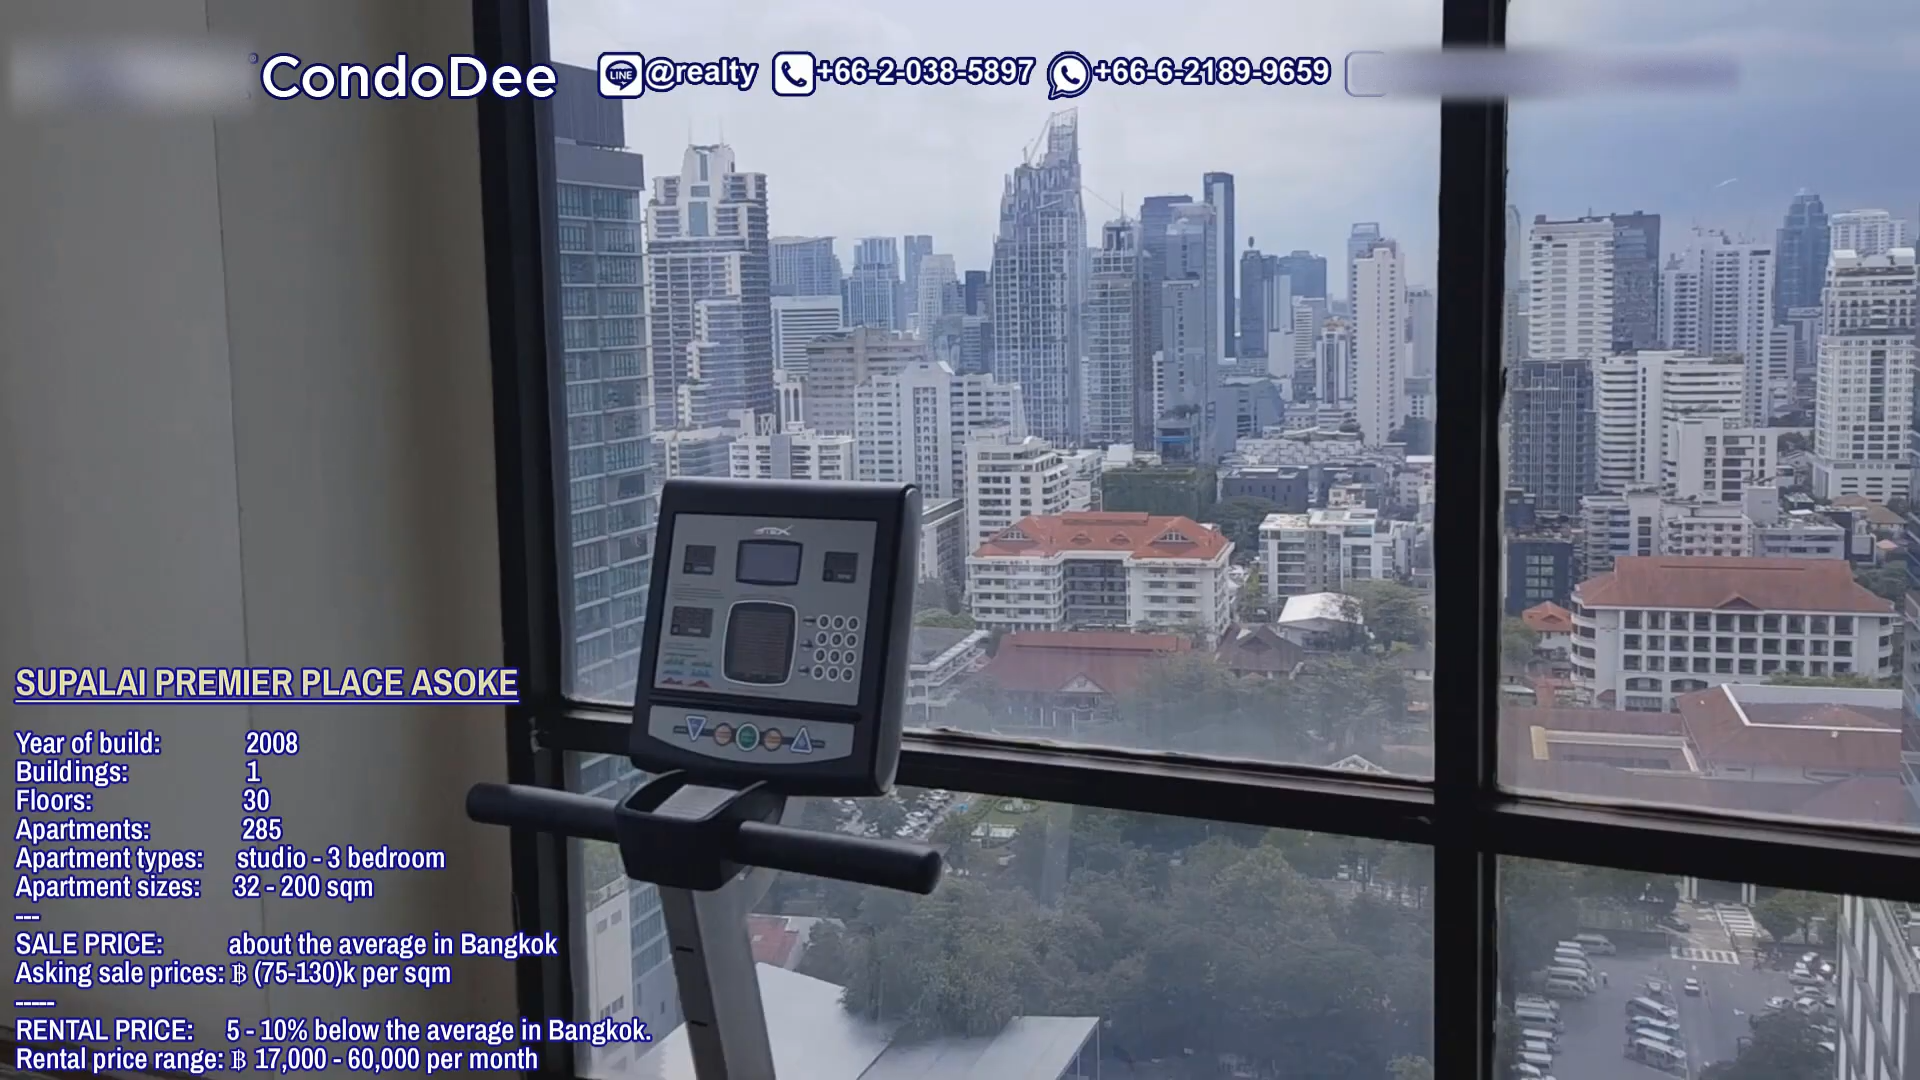 CondoDee LINE @realty +66-2-038-5897 +66-6-2189-9659
SUPALAI PREMIER PLACE ASOKE
Year of build: 2008
Buildings: 1
Floors: 30
Apartments: 285
Apartment types: studio - 3 bedroom
Apartment sizes: 32 - 200 sqm
---
SALE PRICE: about the average in Bangkok
Asking sale prices: ฿ (75-130)k per sqm
-----
RENTAL PRICE: 5 - 10% below the average in Bangkok.
Rental price range: ฿ 17,000 - 60,000 per month